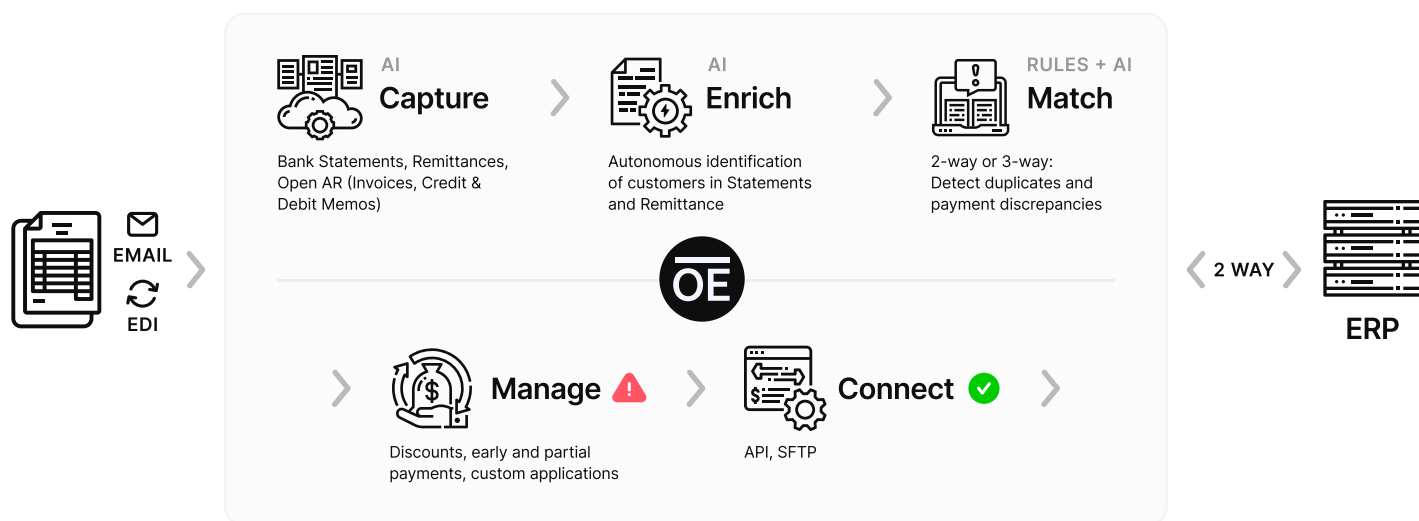 AI
Capture
Bank Statements, Remittances,
Open AR (Invoices, Credit &
Debit Memos)
AI
Enrich
Autonomous identification
of customers in Statements
and Remittance
RULES + AI
Match
2-way or 3-way:
Detect duplicates and
payment discrepancies
EMAIL
EDI
OE
2 WAY
ERP
Manage
Discounts, early and partial
payments, custom applications
Connect
API, SFTP